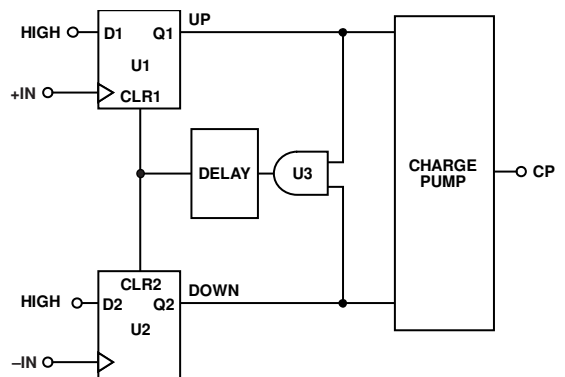 UP
HIGH
D1
Q1
U1
+IN
CLR1
DELAY
U3
CHARGE
PUMP
CP
CLR2
DOWN
HIGH
D2
Q2
U2
–IN